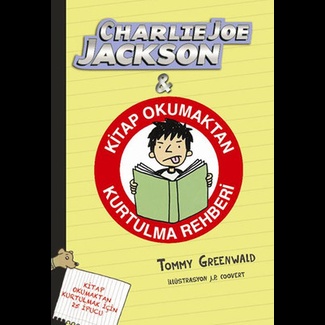 CHARLIE JOE
JACKSON
&
KİTAP OKUMAKTAN
KURTULMA REHBERİ
TOMMY GREENWALD
İLLÜSTRASYON J.P. COOVERT
KİTAP
OKUMAKTAN
KURTULMAK İÇİN
25 İPUCU